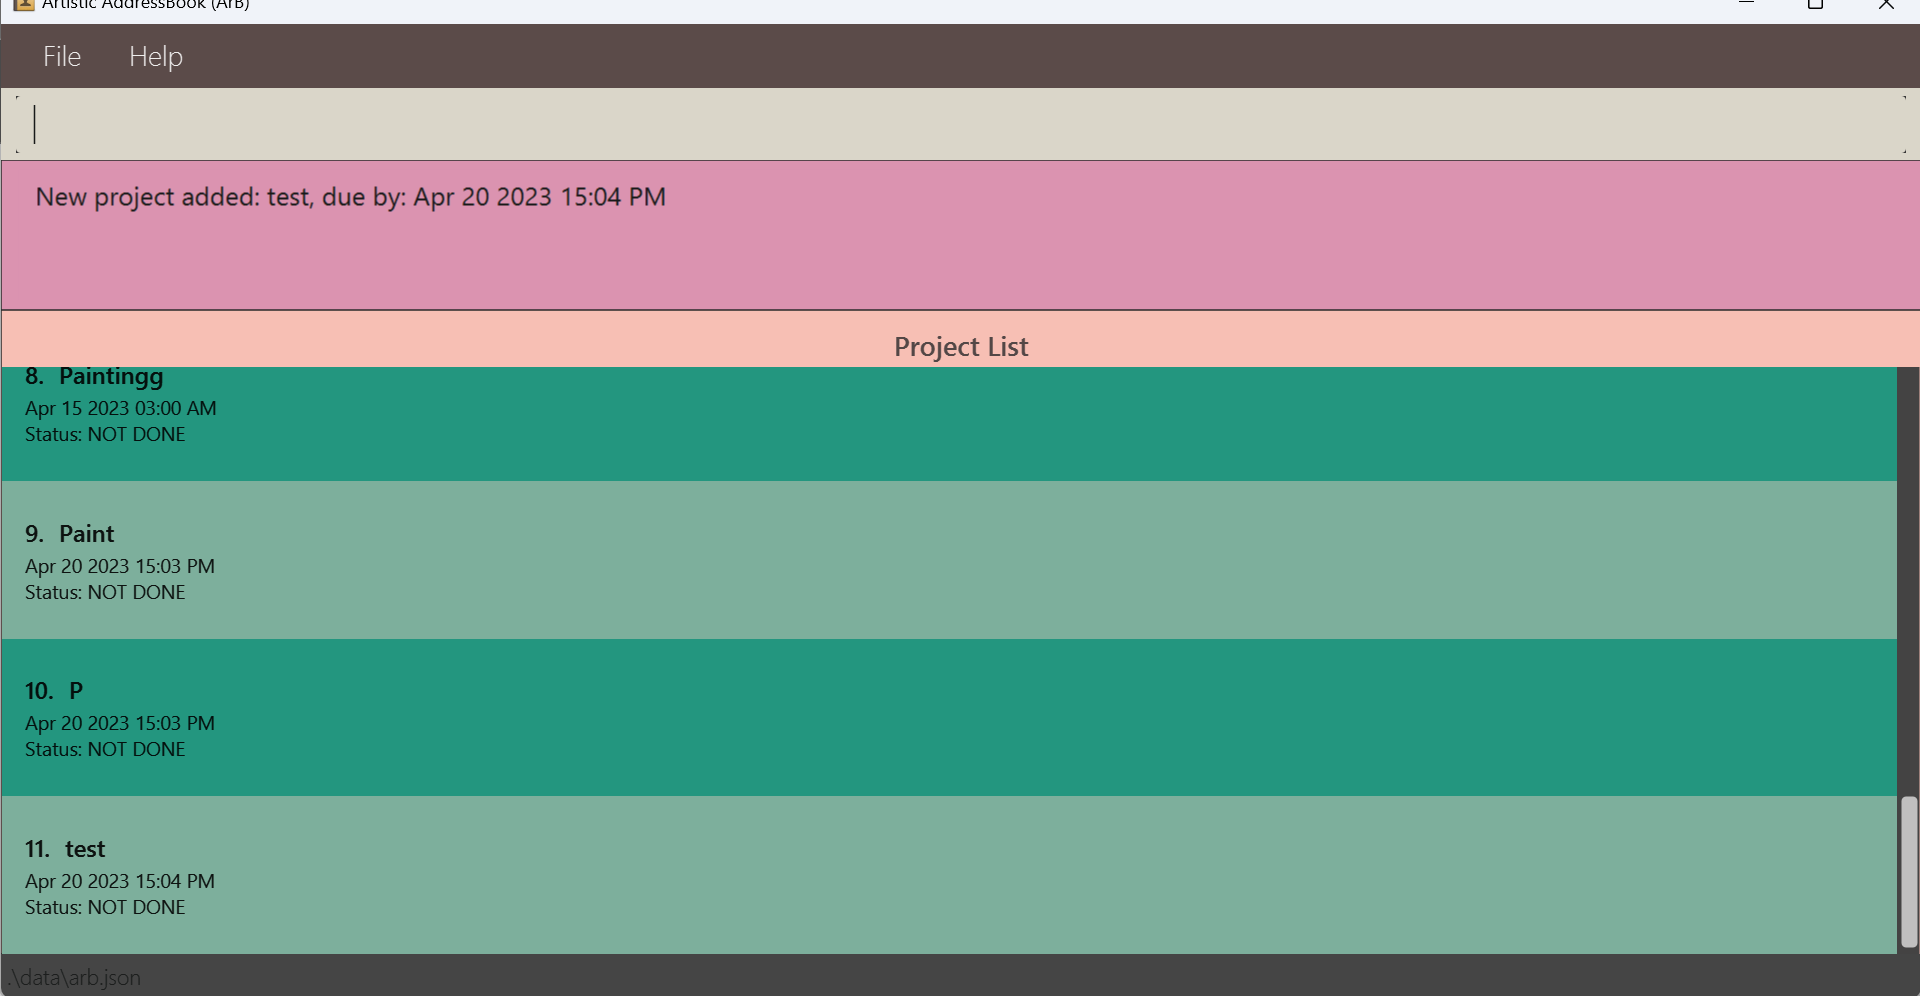 Artistic AddressBook (ArB)
File Help
New project added: test, due by: Apr 20 2023 15:04 PM
Project List
8. Paintingg
Apr 15 2023 03:00 AM
Status: NOT DONE
9. Paint
Apr 20 2023 15:03 PM
Status: NOT DONE
10. P
Apr 20 2023 15:03 PM
Status: NOT DONE
11. test
Apr 20 2023 15:04 PM
Status: NOT DONE
.\data\arb.json